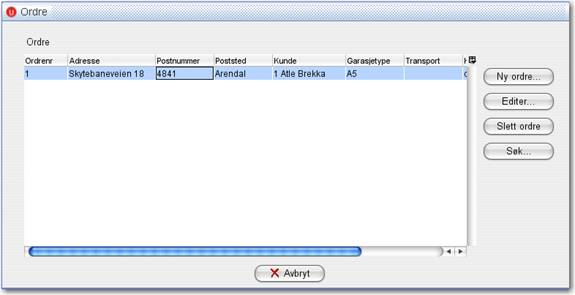 Ordre
Ordre
Ordrenr Adresse Postnummer Poststed Kunde Garasjetype Transport
1 Skytebaneveien 18 4841 Arendal 1 Atle Brekka A5
Ny ordre...
Editer...
Slett ordre
Søk...
Avbryt